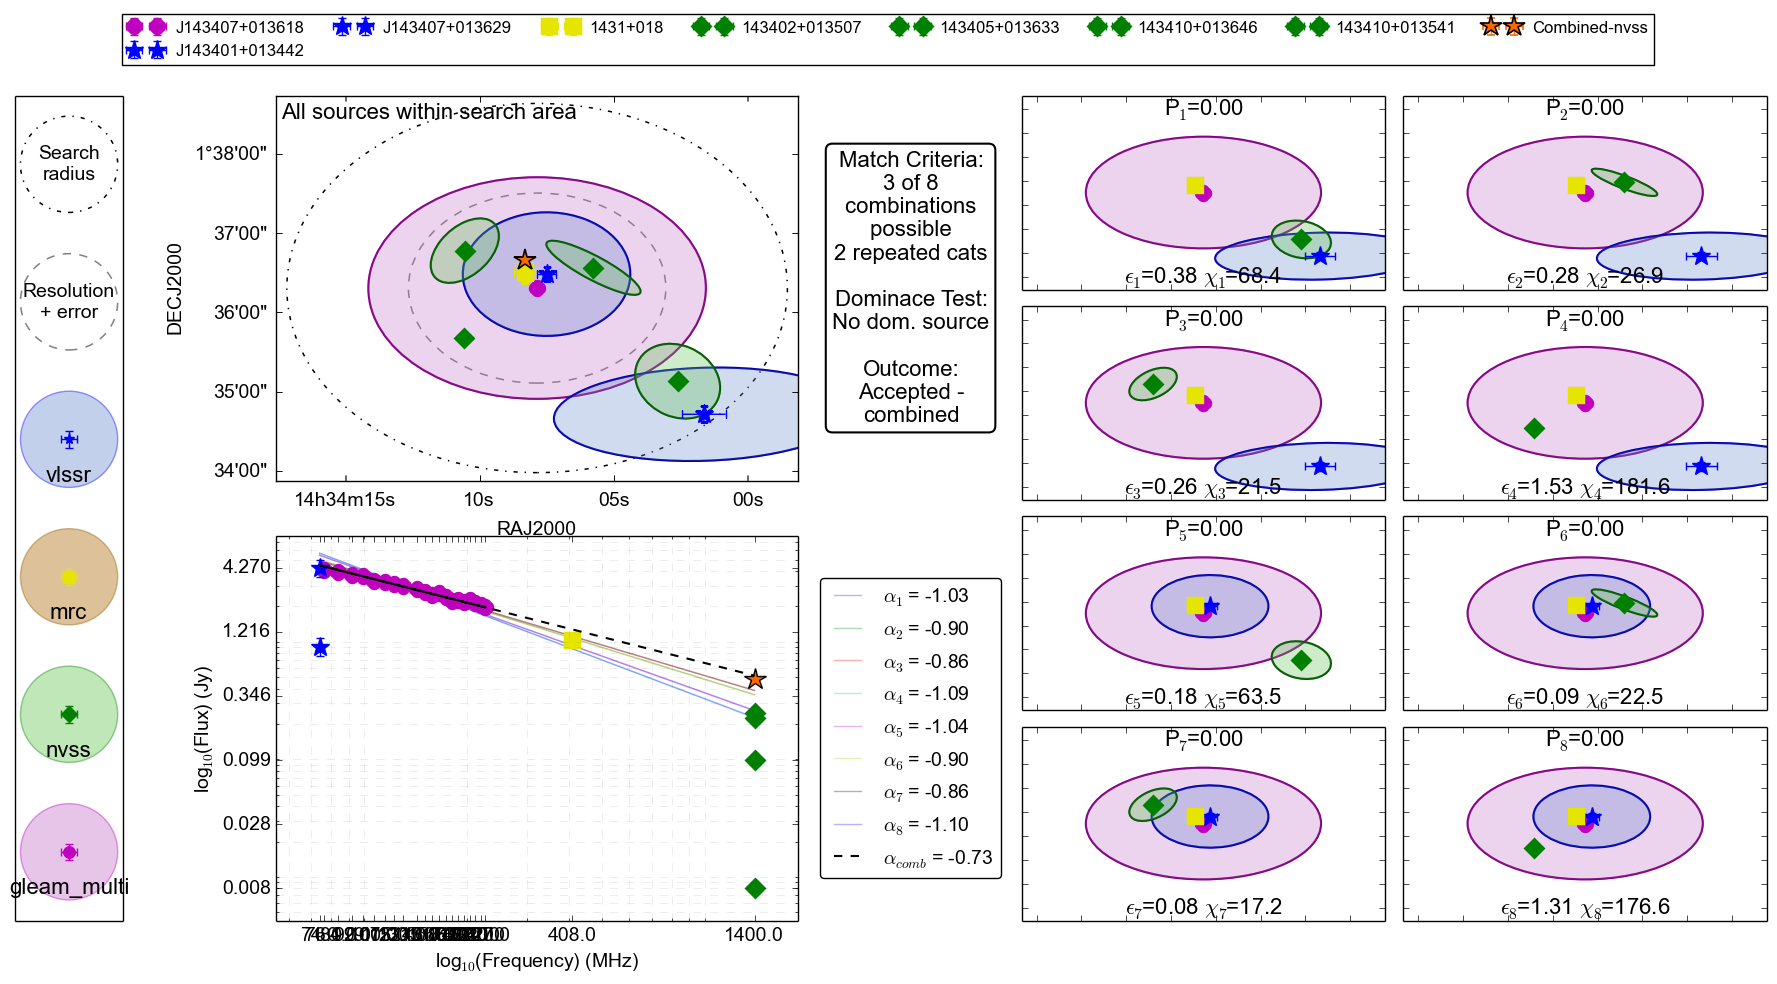 J143407+013618 J143407+013629 1431+018 143402+013507 143405+013633 143410+013646 143410+013541 Combined-nvss
J143401+013442
Search
radius
Resolution
+ error
vlssr
mrc
nvss
gleam_multi
All sources within search area
DECJ2000
1°38'00"
37'00"
36'00"
35'00"
34'00"
14h34m15s 10s 05s 00s
RAJ2000
Match Criteria:
3 of 8
combinations
possible
2 repeated cats
Dominace Test:
No dom. source
Outcome:
Accepted -
combined
log10(Flux) (Jy)
4.270
1.216
0.346
0.099
0.028
0.008
408.0 1400.0
log10(Frequency) (MHz)
α1 = -1.03
α2 = -0.90
α3 = -0.86
α4 = -1.09
α5 = -1.04
α6 = -0.90
α7 = -0.86
α8 = -1.10
αcomb = -0.73
P1=0.00
ϵ1=0.38 χ1=68.4
P2=0.00
ϵ2=0.28 χ2=26.9
P3=0.00
ϵ3=0.26 χ3=21.5
P4=0.00
ϵ4=1.53 χ4=181.6
P5=0.00
ϵ5=0.18 χ5=63.5
P6=0.00
ϵ6=0.09 χ6=22.5
P7=0.00
ϵ7=0.08 χ7=17.2
P8=0.00
ϵ8=1.31 χ8=176.6